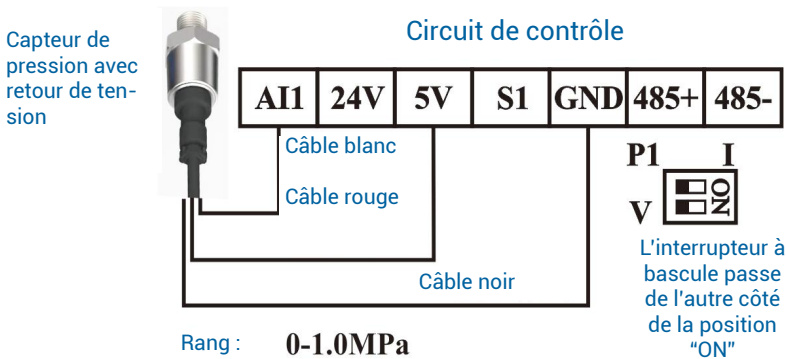 Circuit de contrôle
Capteur de
pression avec
retour de ten-
sion
AI1 24V 5V S1 GND 485+ 485-
Câble blanc
Câble rouge
Câble noir
P1 I
V ON
L'interrupteur à
bascule passe
de l'autre côté
de la position
“ON”
Rang : 0-1.0MPa